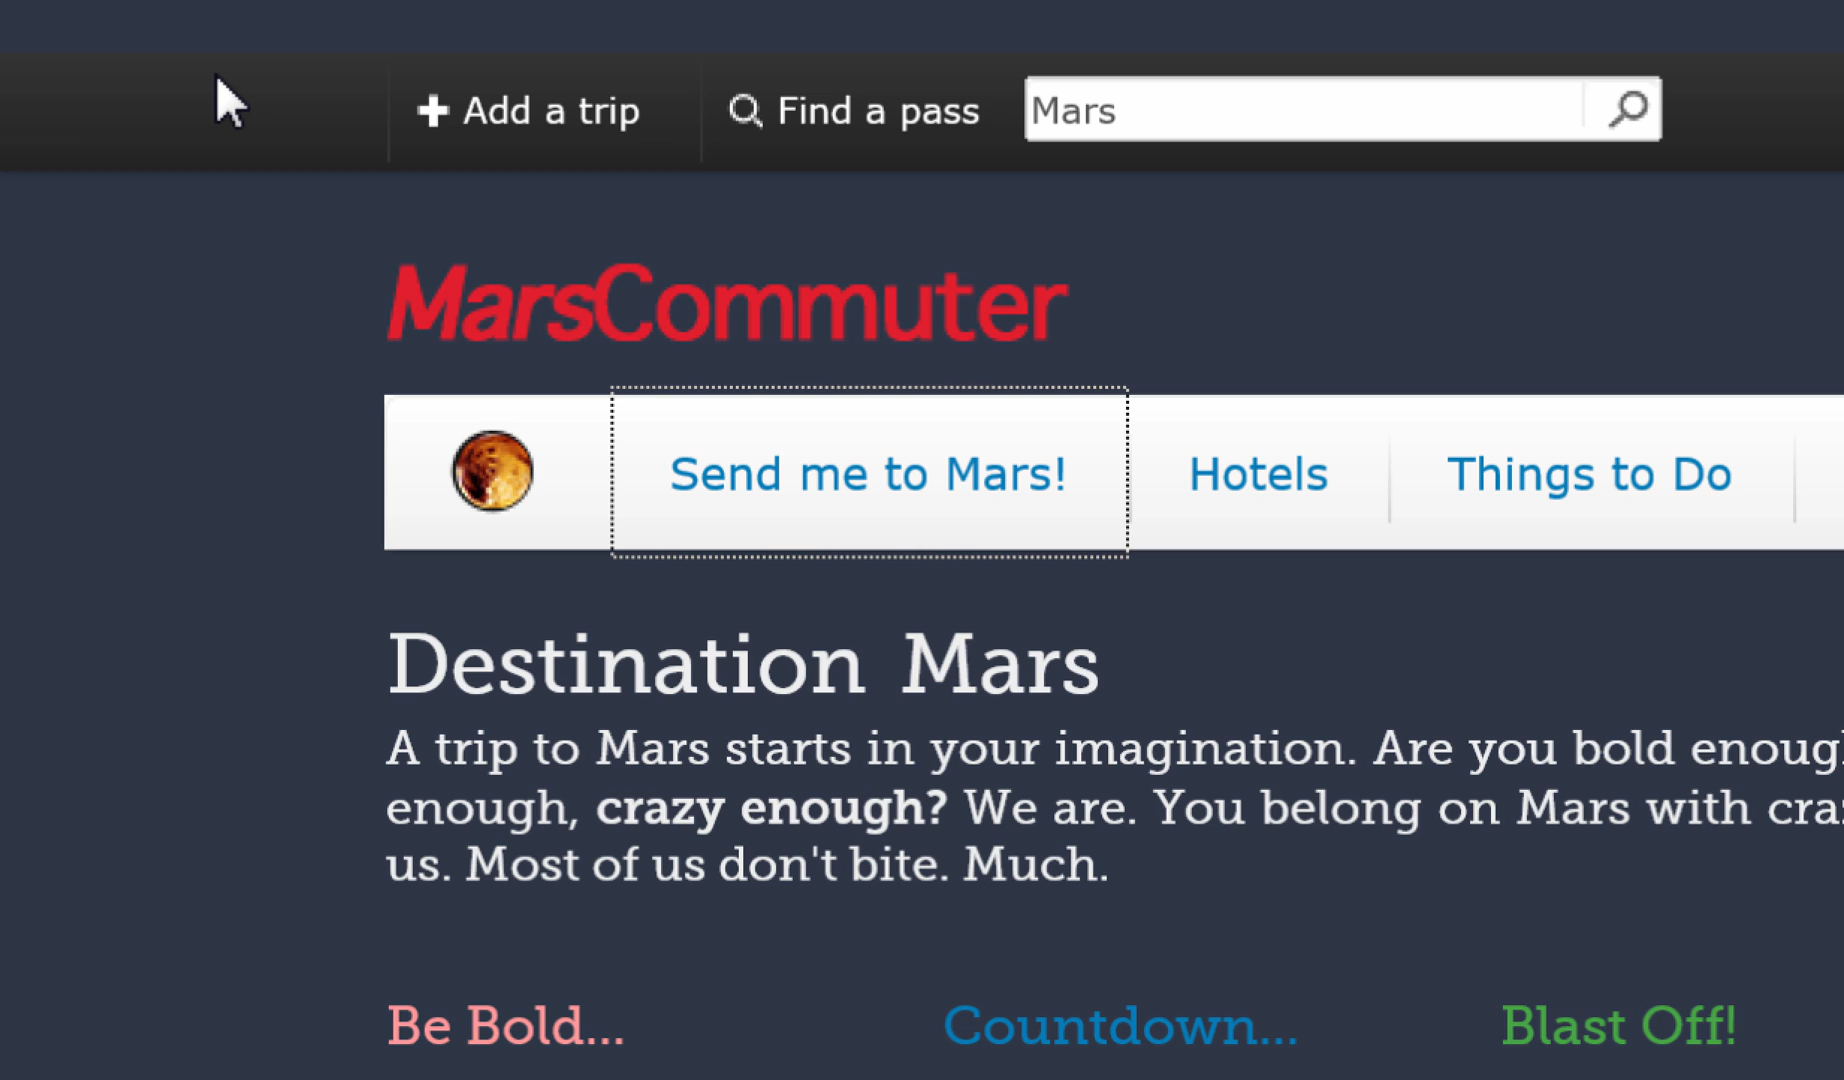 Add a trip
Find a pass
Mars
MarsCommuter
Send me to Mars!
Hotels
Things to Do
Destination Mars
A trip to Mars starts in your imagination. Are you bold
enough, crazy enough? We are. You belong on Mars with
us. Most of us don't bite. Much.
Be Bold...
Countdown...
Blast Off!